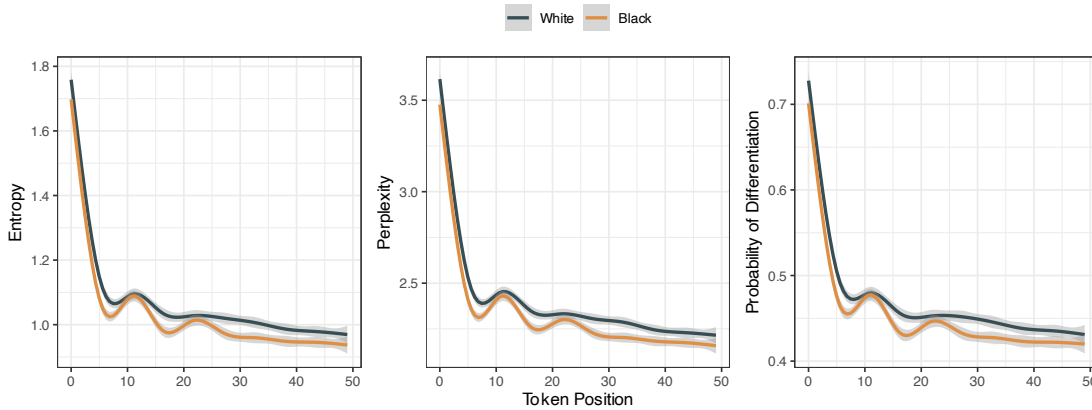 White Black
Entropy
1.8
1.6
1.4
1.2
1.0
0 10 20 30 40 50
Perplexity
3.5
3.0
2.5
0 10 20 30 40 50
Token Position
Probability of Differentiation
0.7
0.6
0.5
0.4
0 10 20 30 40